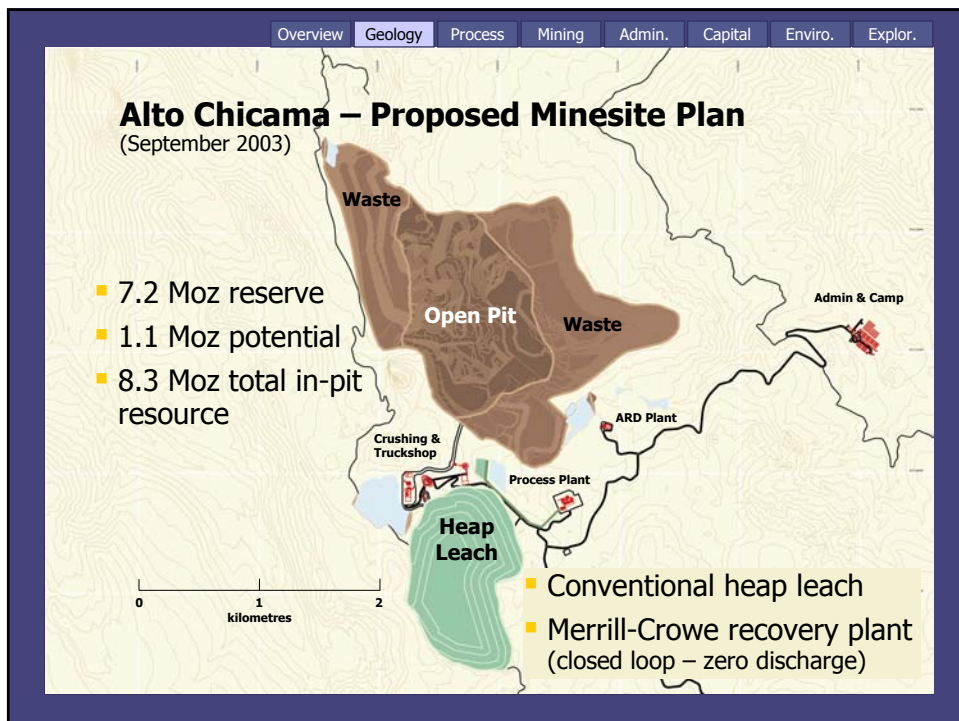 Overview Geology Process Mining Admin. Capital Enviro. Explor.
Alto Chicama – Proposed Minesite Plan
(September 2003)
Waste
7.2 Moz reserve
1.1 Moz potential
8.3 Moz total in-pit
resource
Open Pit
Waste
Admin & Camp
ARD Plant
Crushing &
Truckshop
Process Plant
Heap
Leach
0 1 2
kilometres
Conventional heap leach
Merrill-Crowe recovery plant
(closed loop – zero discharge)